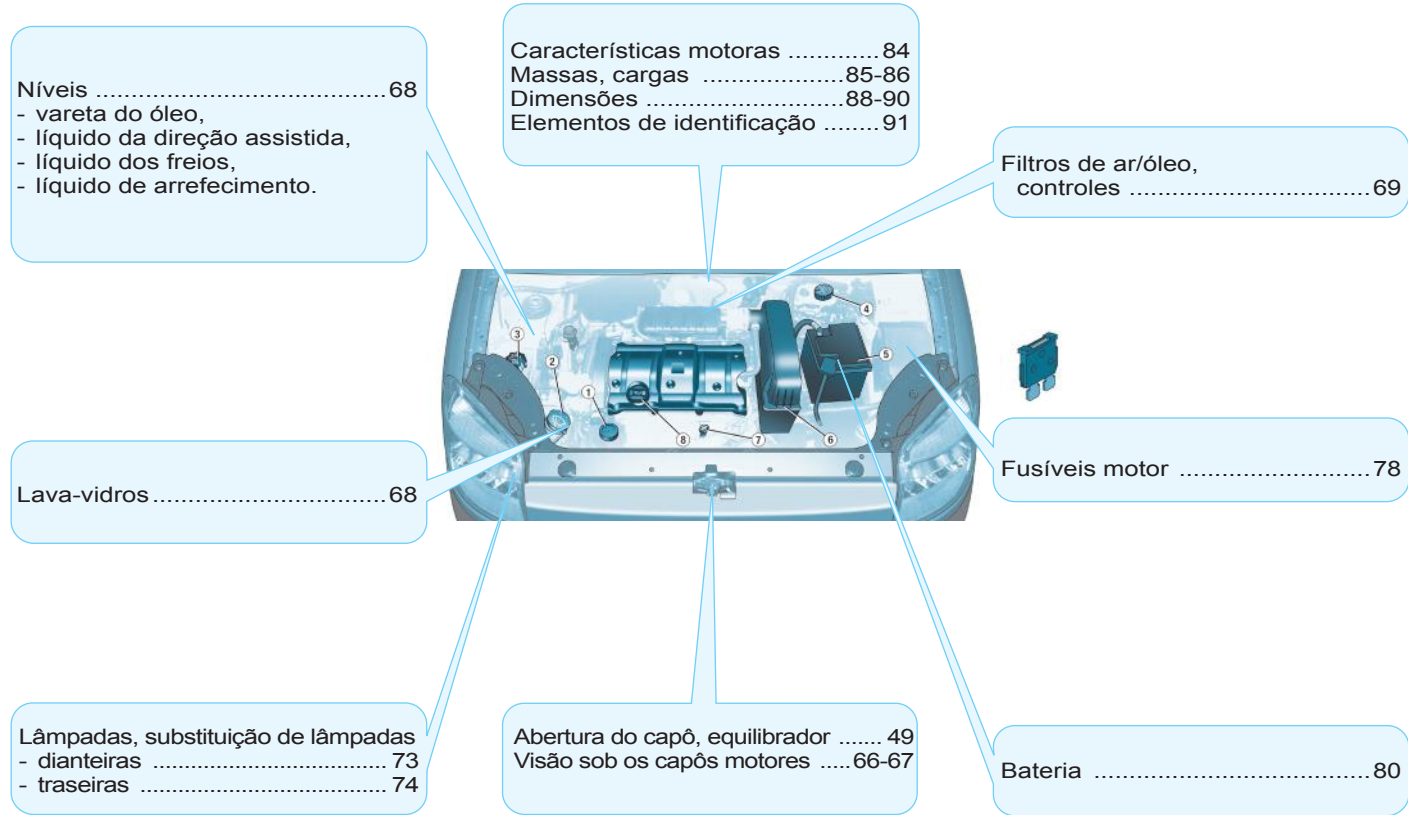 Níveis ......................................68
- vareta do óleo,
- líquido da direção assistida,
- líquido dos freios,
- líquido de arrefecimento.
Características motoras .............84
Massas, cargas ....................85-86
Dimensões ............................88-90
Elementos de identificação ........91
Filtros de ar/óleo,
controles ...................................69
3
2
1
8
7
6
5
4
Lava-vidros.................................68
Fusíveis motor ............................78
Lâmpadas, substituição de lâmpadas
- dianteiras ...................................73
- traseiras .....................................74
Abertura do capô, equilibrador .......49
Visão sob os capôs motores .....66-67
Bateria ........................................80